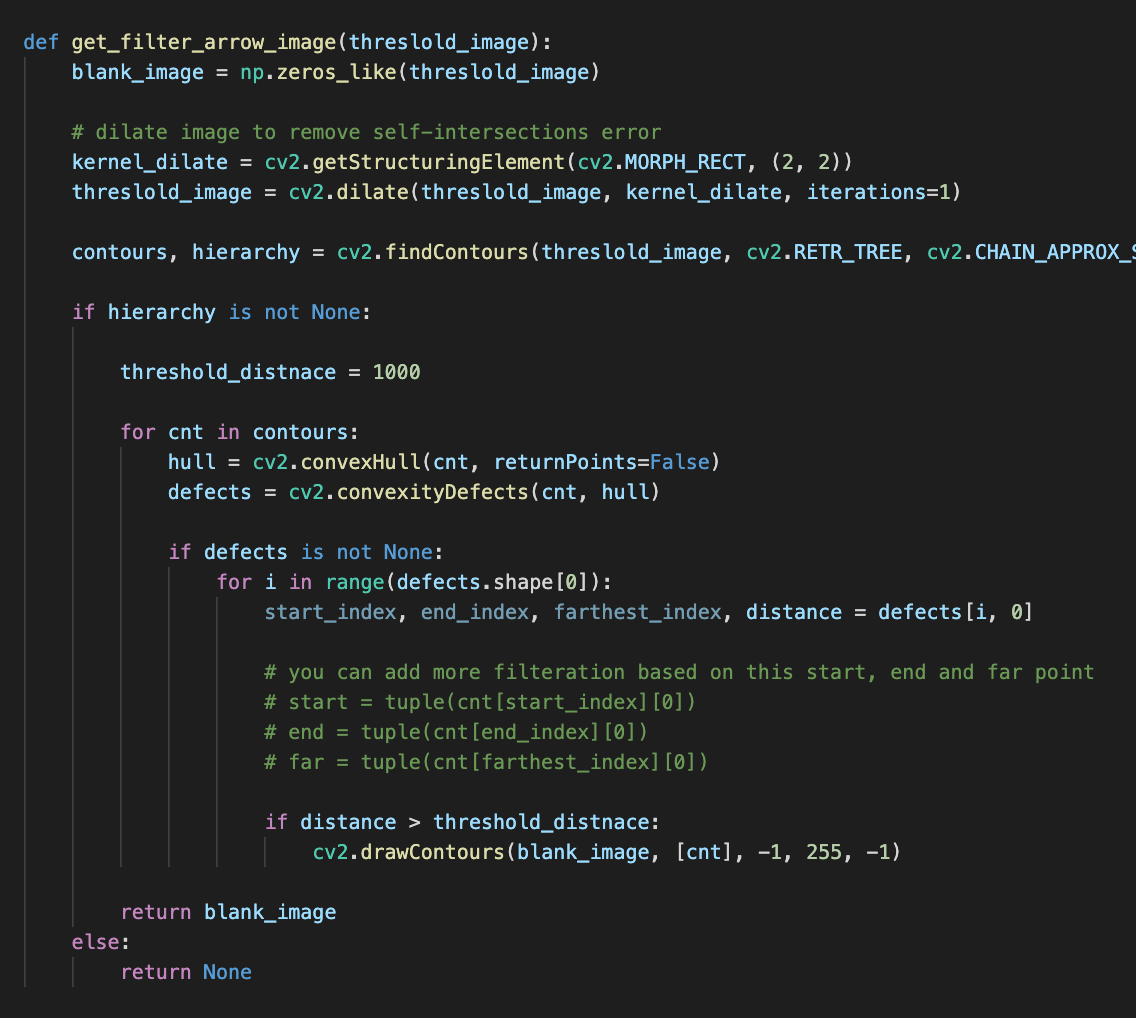 def get_filter_arrow_image(threslold_image):
    blank_image = np.zeros_like(threslold_image)

    # dilate image to remove self-intersections error
    kernel_dilate = cv2.getStructuringElement(cv2.MORPH_RECT, (2, 2))
    threslold_image = cv2.dilate(threslold_image, kernel_dilate, iterations=1)

    contours, hierarchy = cv2.findContours(threslold_image, cv2.RETR_TREE, cv2.CHAIN_APPROX_S

    if hierarchy is not None:

        threshold_distnace = 1000

        for cnt in contours:
            hull = cv2.convexHull(cnt, returnPoints=False)
            defects = cv2.convexityDefects(cnt, hull)

            if defects is not None:
                for i in range(defects.shape[0]):
                    start_index, end_index, farthest_index, distance = defects[i, 0]

                    # you can add more filteration based on this start, end and far point
                    # start = tuple(cnt[start_index][0])
                    # end = tuple(cnt[end_index][0])
                    # far = tuple(cnt[farthest_index][0])

                    if distance > threshold_distnace:
                        cv2.drawContours(blank_image, [cnt], -1, 255, -1)

        return blank_image
    else:
        return None